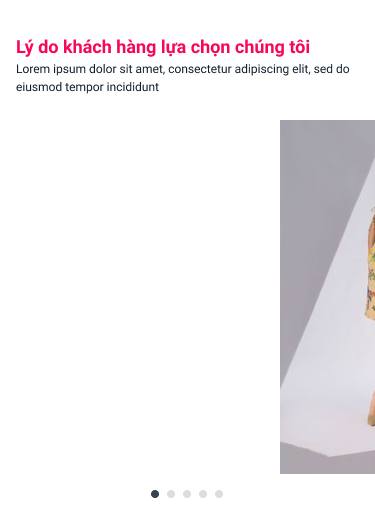 Lý do khách hàng lựa chọn chúng tôi
Lorem ipsum dolor sit amet, consectetur adipiscing elit, sed do
eiusmod tempor incididunt